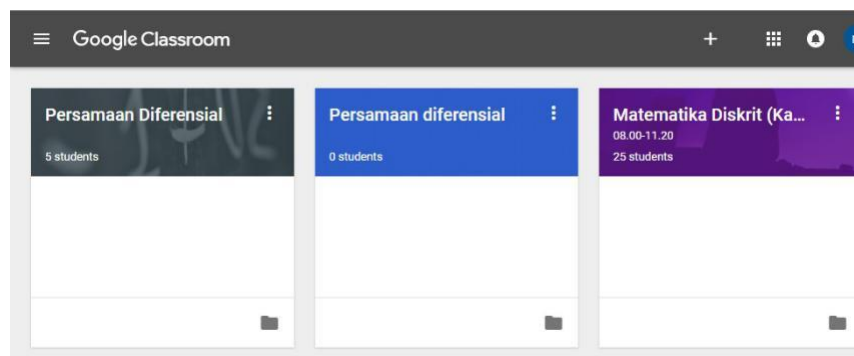 Google Classroom
Persamaan Diferensial
5 students
Persamaan diferensial
0 students
Matematika Diskrit (Ka...
08.00-11.20
25 students